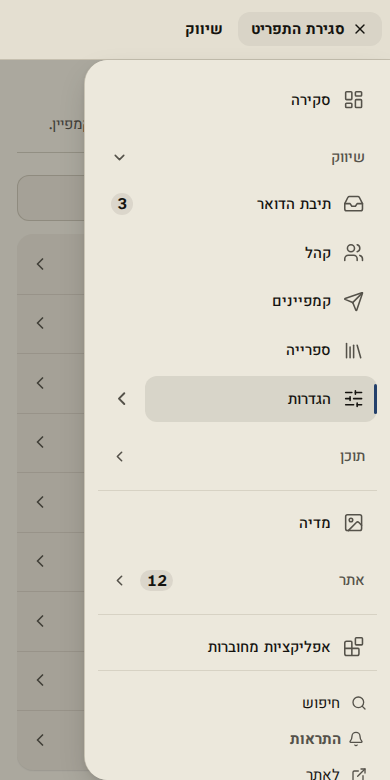 סגירת התפריט
שיווק
קמפיין.
סקירה
שיווק
תיבת הדואר
3
קהל
קמפיינים
ספרייה
הגדרות
תוכן
מדיה
אתר
12
אפליקציות מחוברות
חיפוש
התראות
לאתר